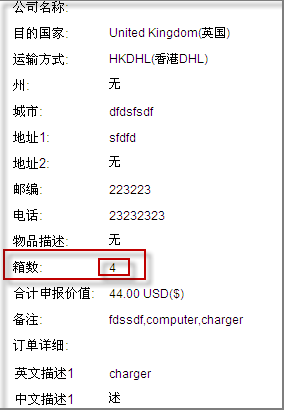 公司名称:
目的国家: United Kingdom(英国)
运输方式: HKDHL(香港DHL)
州: 无
城市: dfdsfsdf
地址1: sfdfd
地址2: 无
邮编: 223223
电话: 23232323
物品描述: 无
箱数: 4
合计申报价值: 44.00 USD($)
备注: fdssdf,computer,charger
订单详细:
英文描述1 charger
中文描述1 述